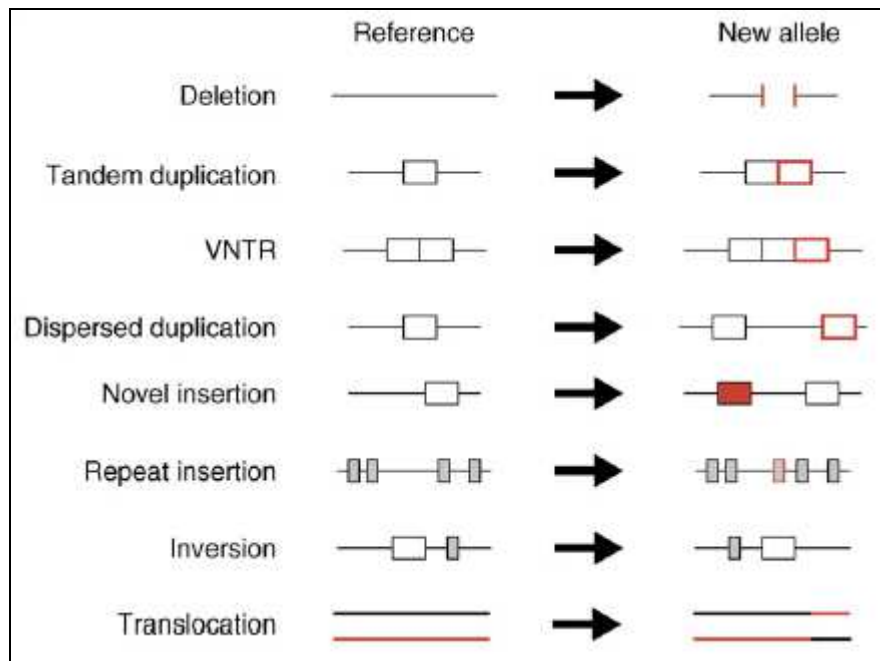 Reference New allele
Deletion
Tandem duplication
VNTR
Dispersed duplication
Novel insertion
Repeat insertion
Inversion
Translocation